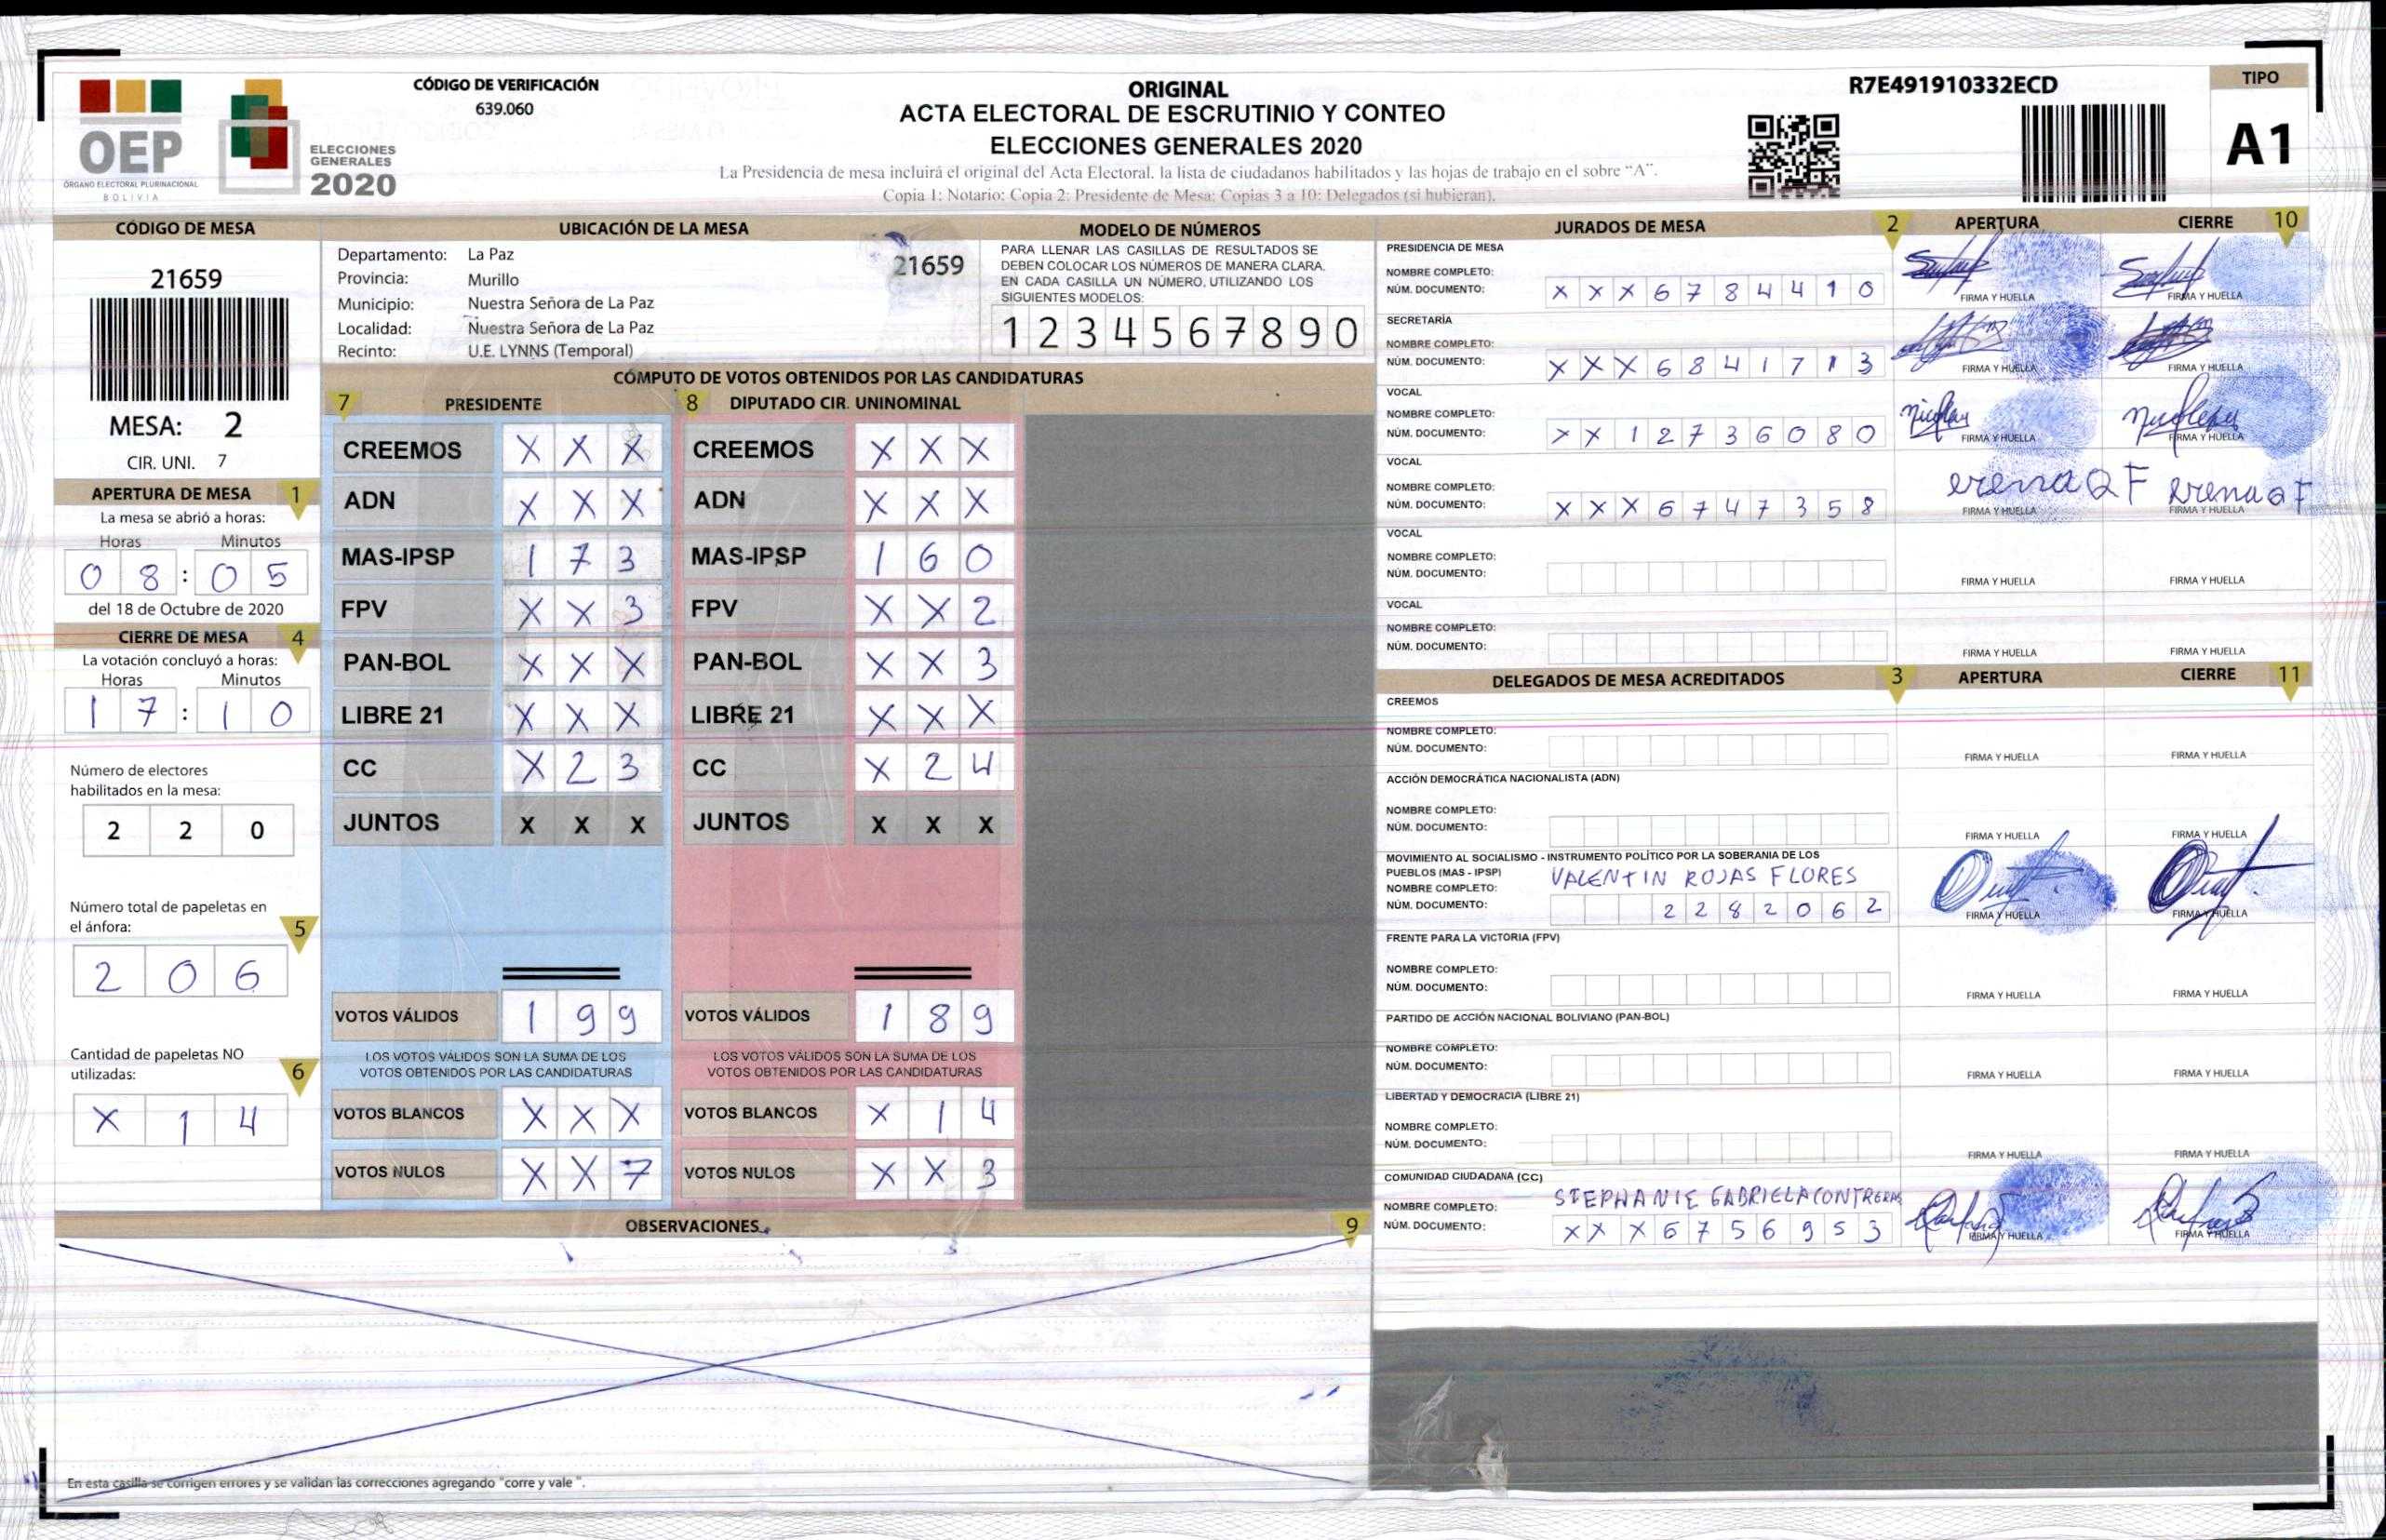 OEP
ÓRGANO ELECTORAL PLURINACIONAL
BOLIVIA
ELECCIONES
GENERALES
2020
CÓDIGO DE VERIFICACIÓN
639.060
ORIGINAL
ACTA ELECTORAL DE ESCRUTINIO Y CONTEO
ELECCIONES GENERALES 2020
La Presidencia de mesa incluirá el original del Acta Electoral, la lista de ciudadanos habilitados y las hojas de trabajo en el sobre "A".
Copia 1: Notario; Copia 2: Presidente de Mesa; Copias 3 a 10: Delegados (si hubieran).
R7E491910332ECD
TIPO
A1
CÓDIGO DE MESA
21659
MESA: 2
CIR. UNI. 7
APERTURA DE MESA 1
La mesa se abrió a horas:
Horas Minutos
0 8 : 0 5
del 18 de Octubre de 2020
CIERRE DE MESA 4
La votación concluyó a horas:
Horas Minutos
1 7 : 1 0
Número de electores
habilitados en la mesa:
2 2 0
Número total de papeletas en
el ánfora: 5
2 0 6
Cantidad de papeletas NO
utilizadas: 6
X 1 4
UBICACIÓN DE LA MESA
Departamento: La Paz
Provincia: Murillo
Municipio: Nuestra Señora de La Paz
Localidad: Nuestra Señora de La Paz
Recinto: U.E. LYNNS (Temporal)
21659
MODELO DE NÚMEROS
PARA LLENAR LAS CASILLAS DE RESULTADOS SE
DEBEN COLOCAR LOS NÚMEROS DE MANERA CLARA.
EN CADA CASILLA UN NÚMERO, UTILIZANDO LOS
SIGUIENTES MODELOS:
1 2 3 4 5 6 7 8 9 0
CÓMPUTO DE VOTOS OBTENIDOS POR LAS CANDIDATURAS
7 PRESIDENTE 8 DIPUTADO CIR. UNINOMINAL
CREEMOS X X X CREEMOS X X X
ADN X X X ADN X X X
MAS-IPSP 1 7 3 MAS-IPSP 1 6 0
FPV X X 3 FPV X X 2
PAN-BOL X X X PAN-BOL X X 3
LIBRE 21 X X X LIBRE 21 X X X
CC X 2 3 CC X 2 4
JUNTOS X X X JUNTOS X X X
VOTOS VÁLIDOS 1 9 9 VOTOS VÁLIDOS 1 8 9
LOS VOTOS VÁLIDOS SON LA SUMA DE LOS LOS VOTOS VÁLIDOS SON LA SUMA DE LOS
VOTOS OBTENIDOS POR LAS CANDIDATURAS VOTOS OBTENIDOS POR LAS CANDIDATURAS
VOTOS BLANCOS X X X VOTOS BLANCOS X 1 4
VOTOS NULOS X X 7 VOTOS NULOS X X 3
OBSERVACIONES 9
En esta casilla se corrigen errores y se validan las correcciones agregando "corre y vale ".
JURADOS DE MESA 2 APERTURA CIERRE 10
PRESIDENCIA DE MESA
NOMBRE COMPLETO:
NÚM. DOCUMENTO: X X X 6 7 8 4 4 1 0 FIRMA Y HUELLA FIRMA Y HUELLA
SECRETARÍA
NOMBRE COMPLETO:
NÚM. DOCUMENTO: X X X 6 8 4 1 7 1 3 FIRMA Y HUELLA FIRMA Y HUELLA
VOCAL
NOMBRE COMPLETO:
NÚM. DOCUMENTO: X X 1 2 7 3 6 0 8 0 FIRMA Y HUELLA FIRMA Y HUELLA
VOCAL
NOMBRE COMPLETO:
NÚM. DOCUMENTO: X X X 6 7 4 7 3 5 8 FIRMA Y HUELLA FIRMA Y HUELLA
VOCAL
NOMBRE COMPLETO:
NÚM. DOCUMENTO: FIRMA Y HUELLA FIRMA Y HUELLA
VOCAL
NOMBRE COMPLETO:
NÚM. DOCUMENTO: FIRMA Y HUELLA FIRMA Y HUELLA
DELEGADOS DE MESA ACREDITADOS 3 APERTURA CIERRE 11
CREEMOS
NOMBRE COMPLETO:
NÚM. DOCUMENTO: FIRMA Y HUELLA FIRMA Y HUELLA
ACCIÓN DEMOCRÁTICA NACIONALISTA (ADN)
NOMBRE COMPLETO:
NÚM. DOCUMENTO: FIRMA Y HUELLA FIRMA Y HUELLA
MOVIMIENTO AL SOCIALISMO - INSTRUMENTO POLÍTICO POR LA SOBERANIA DE LOS
PUEBLOS (MAS - IPSP)
NOMBRE COMPLETO: VALENTIN ROJAS FLORES
NÚM. DOCUMENTO: 2 2 8 2 0 6 2 FIRMA Y HUELLA FIRMA Y HUELLA
FRENTE PARA LA VICTORIA (FPV)
NOMBRE COMPLETO:
NÚM. DOCUMENTO: FIRMA Y HUELLA FIRMA Y HUELLA
PARTIDO DE ACCIÓN NACIONAL BOLIVIANO (PAN-BOL)
NOMBRE COMPLETO:
NÚM. DOCUMENTO: FIRMA Y HUELLA FIRMA Y HUELLA
LIBERTAD Y DEMOCRACIA (LIBRE 21)
NOMBRE COMPLETO:
NÚM. DOCUMENTO: FIRMA Y HUELLA FIRMA Y HUELLA
COMUNIDAD CIUDADANA (CC)
NOMBRE COMPLETO: STEPHANIE GABRIELA CONTRERAS
NÚM. DOCUMENTO: X X X 6 7 5 6 9 5 3 FIRMA Y HUELLA FIRMA Y HUELLA